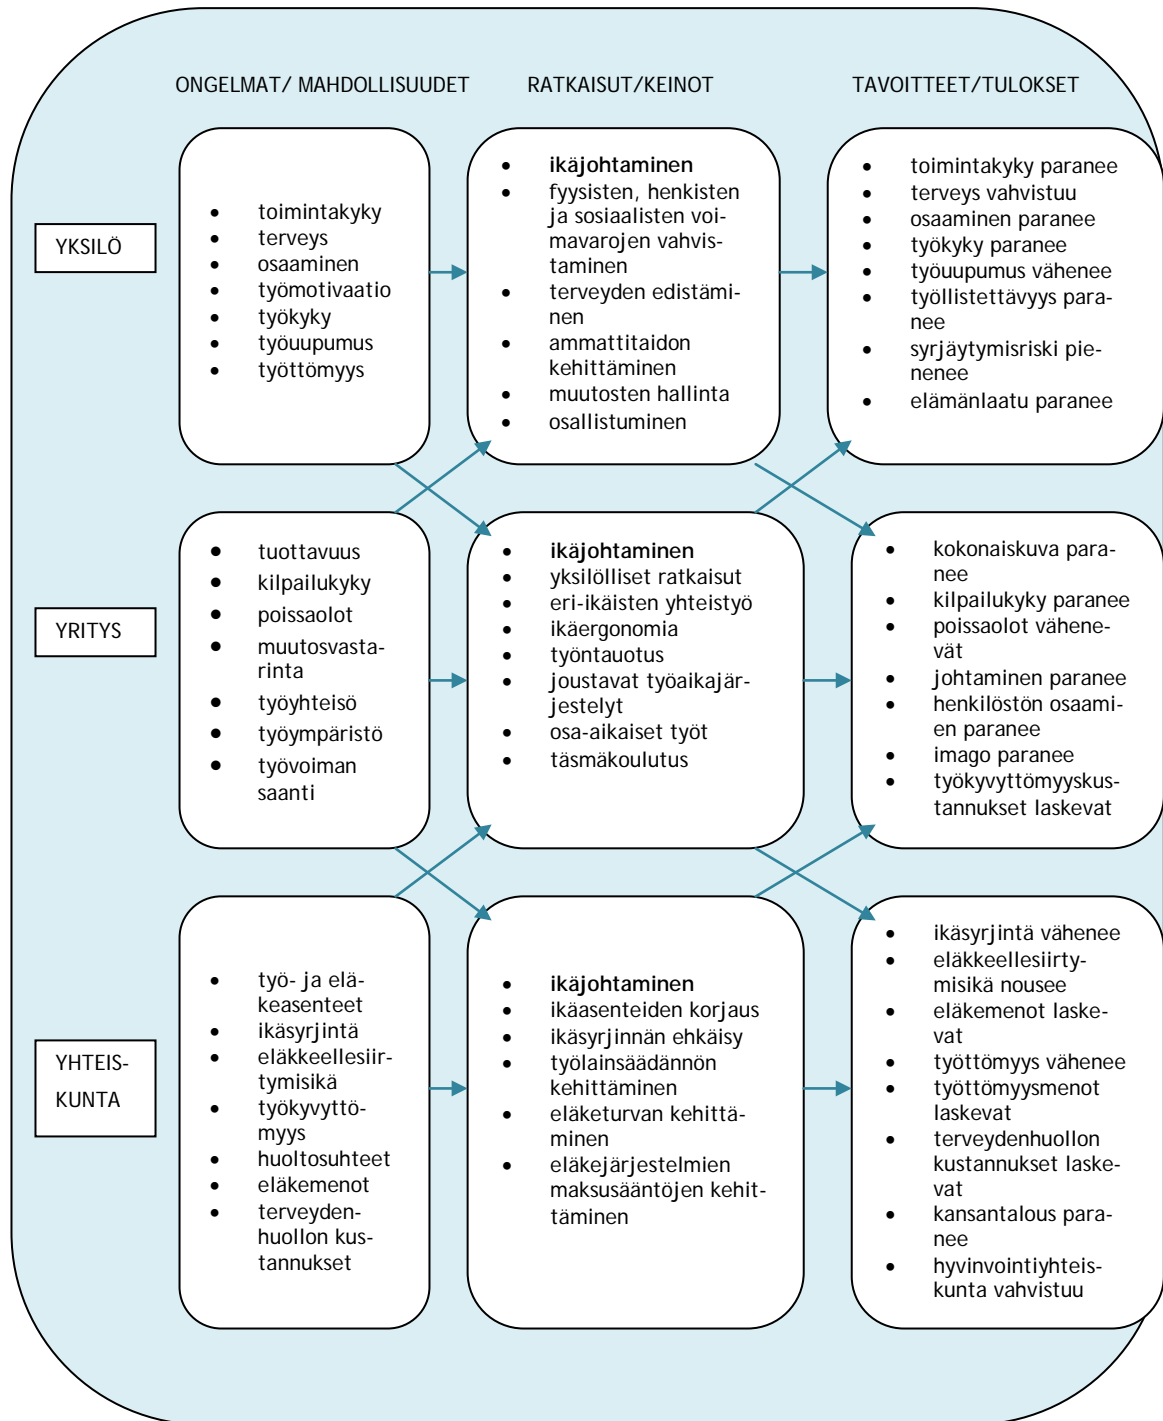 ONGELMAT/ MAHDOLLISUUDET
RATKAISUT/KEINOT
TAVOITTEET/TULOKSET
YKSILÖ
• toimintakyky
• terveys
• osaaminen
• työmotivaatio
• työkyky
• työuupumus
• työttömyys
• ikäjohtaminen
• fyysisten, henkisten
ja sosiaalisten voi-
mavarojen vahvis-
taminen
• terveyden edistämi-
nen
• ammattitaidon
kehittäminen
• muutosten hallinta
• osallistuminen
• toimintakyky paranee
• terveys vahvistuu
• osaaminen paranee
• työkyky paranee
• työuupumus vähenee
• työllistettävyys para-
nee
• syrjäytymisriski pie-
nenee
• elämänlaatu paranee
YRITYS
• tuottavuus
• kilpailukyky
• poissaolot
• muutosvasta-
rinta
• työyhteisö
• työympäristö
• työvoiman
saanti
• ikäjohtaminen
• yksilölliset ratkaisut
• eri-ikäisten yhteistyö
• ikäergonomia
• työntauotus
• joustavat työaikajär-
jestelyt
• osa-aikaiset työt
• täsmäkoulutus
• kokonaiskuva para-
nee
• kilpailukyky paranee
• poissaolot vähene-
vät
• johtaminen paranee
• henkilöstön osaami-
en paranee
• imago paranee
• työkyvyttömyyskus-
tannukset laskevat
YHTEIS-
KUNTA
• työ- ja elä-
keasenteet
• ikäsyrjintä
• eläkkeellesiir-
tymisikä
• työkyvyttö-
myys
• huoltosuhteet
• eläkemenot
• terveyden-
huollon kus-
tannukset
• ikäjohtaminen
• ikäasenteiden korjaus
• ikäsyrjinnän ehkäisy
• työlainsäädännön
kehittäminen
• eläketurvan kehittä-
minen
• eläkejärjestelmien
maksusääntöjen kehit-
täminen
• ikäsyrjintä vähenee
• eläkkeellesiirty-
misikä nousee
• eläkemenot laske-
vat
• työttömyys vähenee
• työttömyysmenot
laskevat
• terveydenhuollon
kustannukset laske-
vat
• kansantalous para-
nee
• hyvinvointiyhteis-
kunta vahvistuu